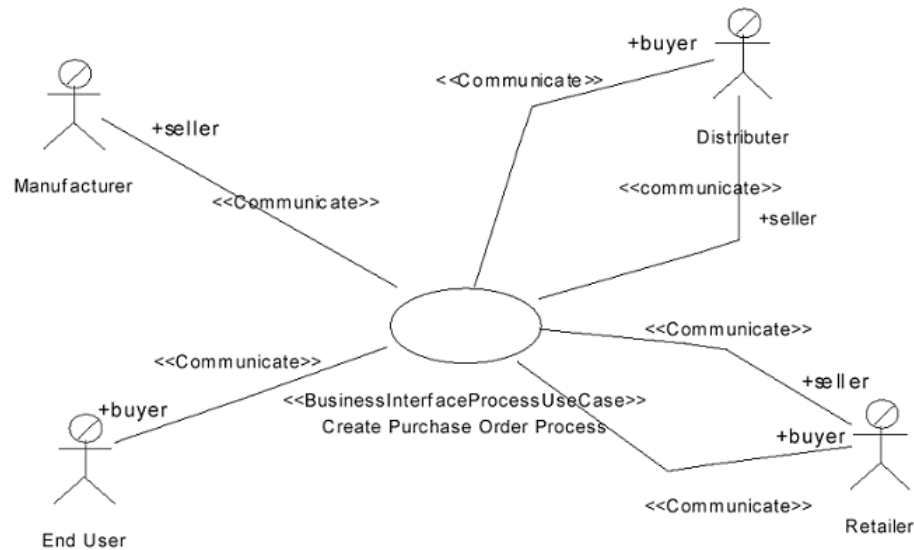 +buyer
<<Communicate>>
+seller
Distributer
Manufacturer
<<communicate>>
<<Communicate>>
+seller
<<Communicate>>
<<Communicate>>
+seller
<<BusinessInterfaceProcessUseCase>>
+buyer
Create Purchase Order Process
+buyer
<<Communicate>>
Retailer
End User